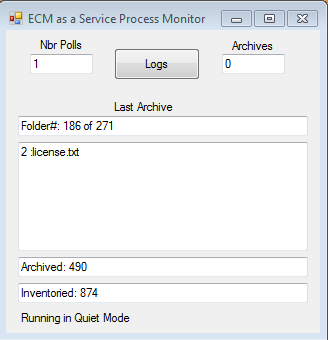 ECM as a Service Process Monitor
Nbr Polls
Archives
1
Logs
0
Last Archive
Folder#: 186 of 271
2 :license.txt
Archived: 490
Inventoried: 874
Running in Quiet Mode